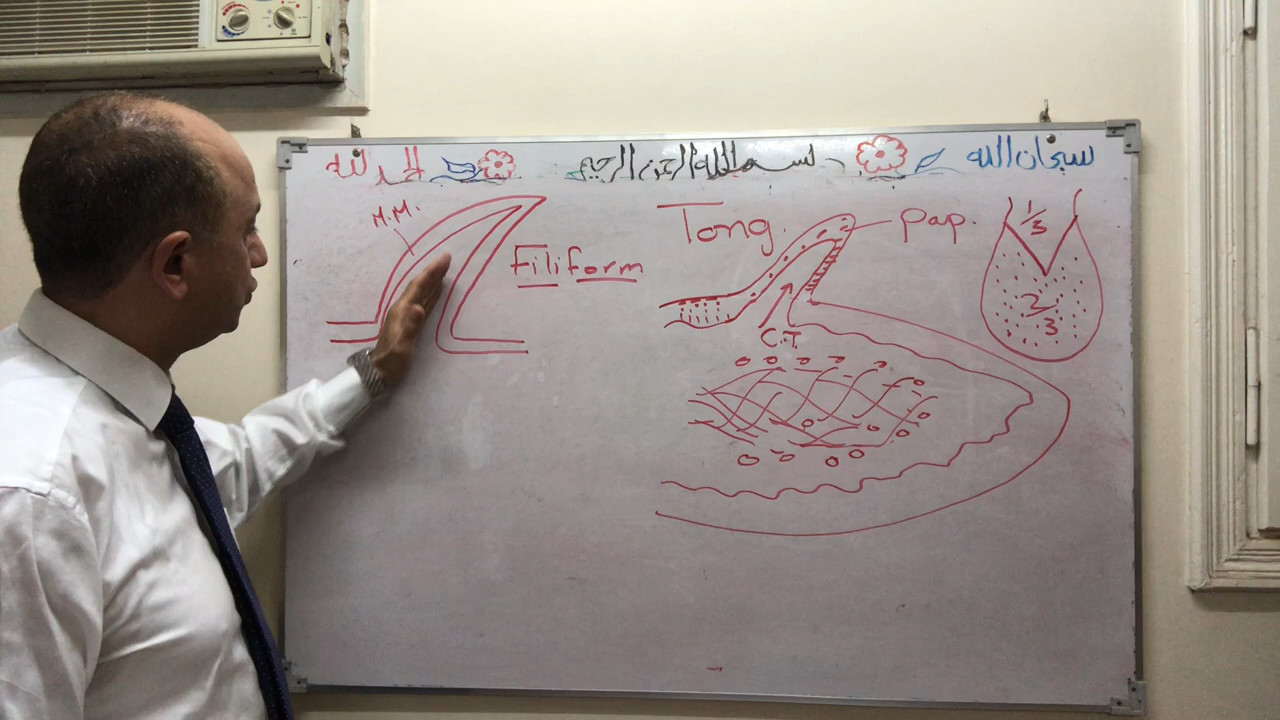 سبحان الله بسم الله الرحمن الرحيم الحمد لله
M.M.
Filiform
Tong.
pap.
C.T.
1/3
2/3